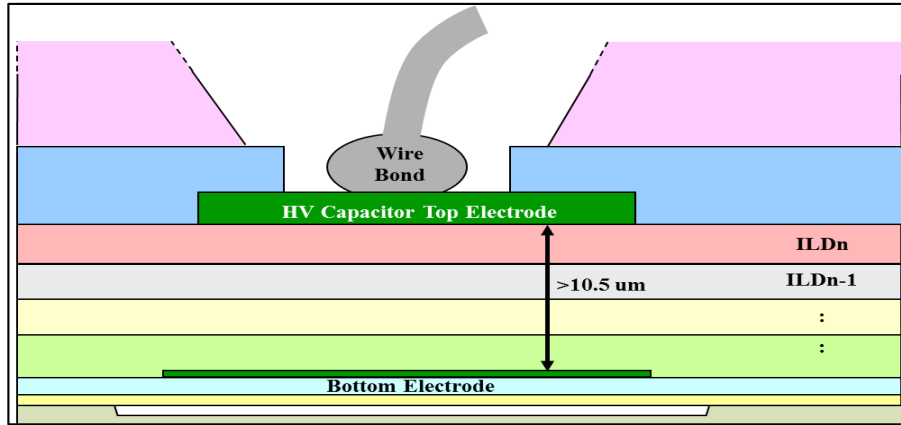 Wire
Bond
HV Capacitor Top Electrode
ILDn
>10.5 um
ILDn-1
:
:
Bottom Electrode